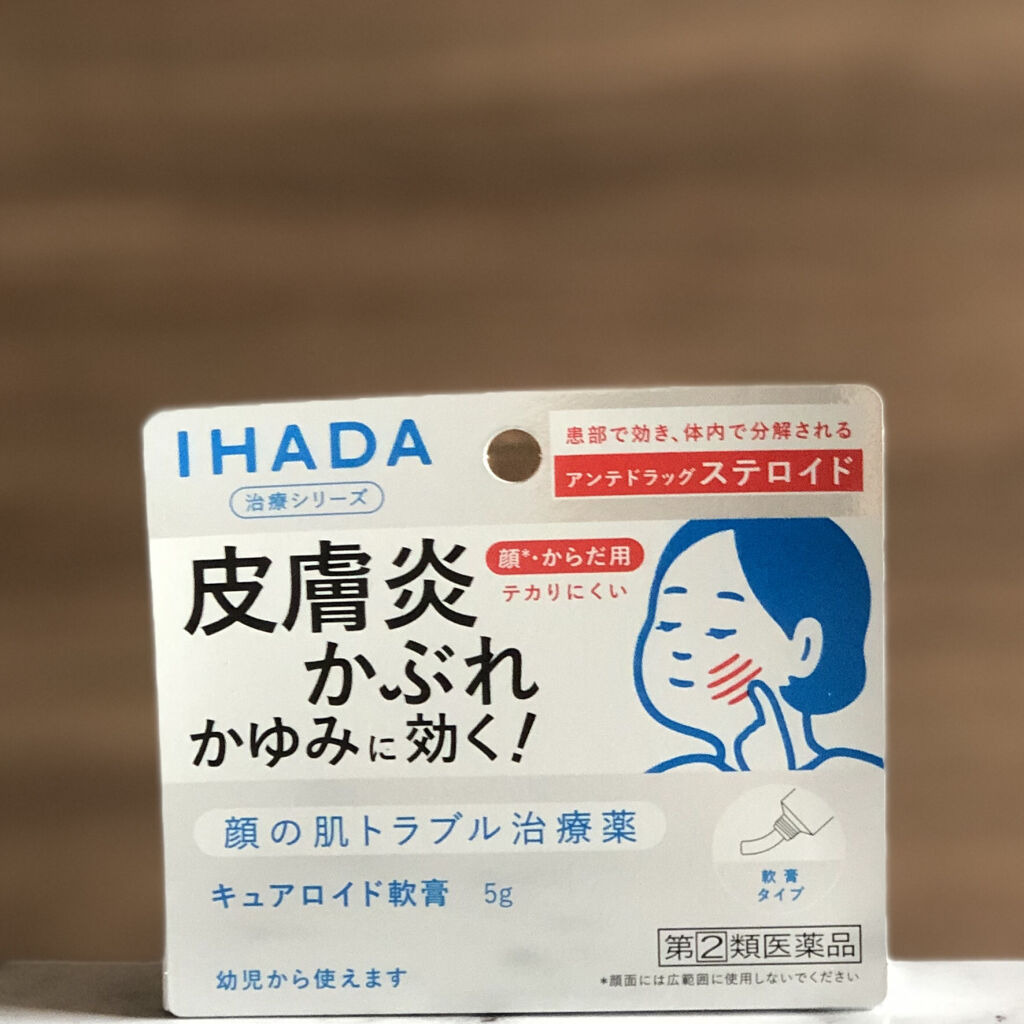 IHADA
治療シリーズ
患部で効き、体内で分解される
アンテドラッグステロイド
皮膚炎
顔*・からだ用
テカりにくい
かぶれ
かゆみに効く!
顔の肌トラブル治療薬
キュアロイド軟膏 5g
軟膏
タイプ
第②類医薬品
幼児から使えます
*顔面には広範囲に使用しないでください